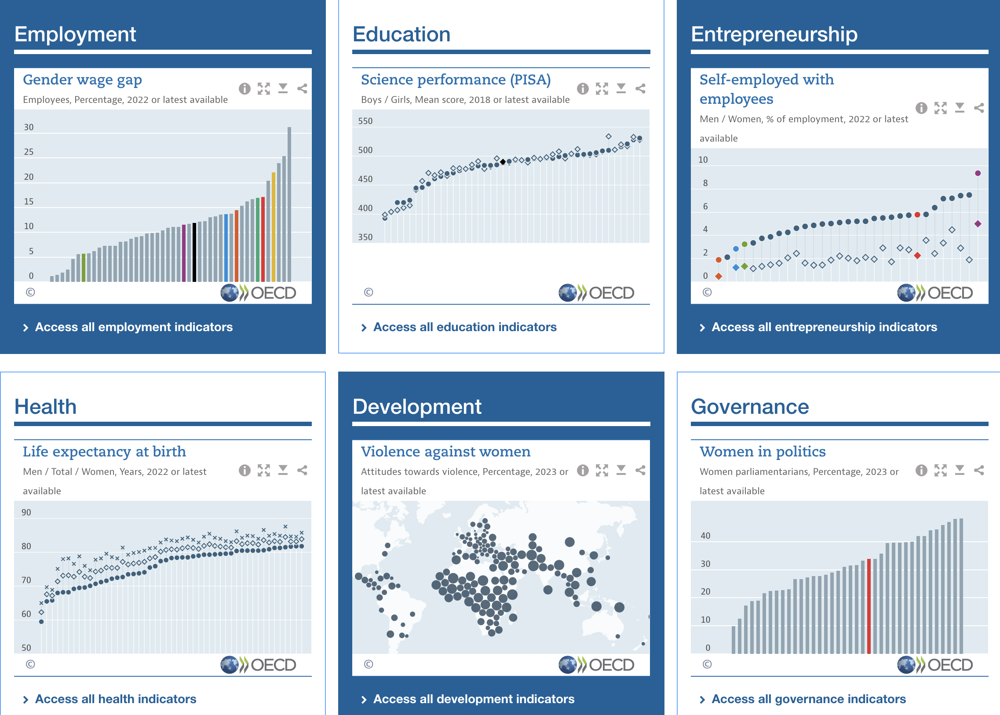 Employment
Gender wage gap
Employees, Percentage, 2022 or latest available
30
25
20
15
10
5
0
©
OECD
Access all employment indicators
Education
Science performance (PISA)
Boys / Girls, Mean score, 2018 or latest available
550
500
450
400
350
©
OECD
Access all education indicators
Entrepreneurship
Self-employed with
employees
Men / Women, % of employment, 2022 or latest
available
10
8
6
4
2
0
©
OECD
Access all entrepreneurship indicators
Health
Life expectancy at birth
Men / Total / Women, Years, 2022 or latest
available
90
80
70
60
50
©
OECD
Access all health indicators
Development
Violence against women
Attitudes towards violence, Percentage, 2023 or
latest available
©
OECD
Access all development indicators
Governance
Women in politics
Women parliamentarians, Percentage, 2023 or
latest available
40
30
20
10
0
©
OECD
Access all governance indicators